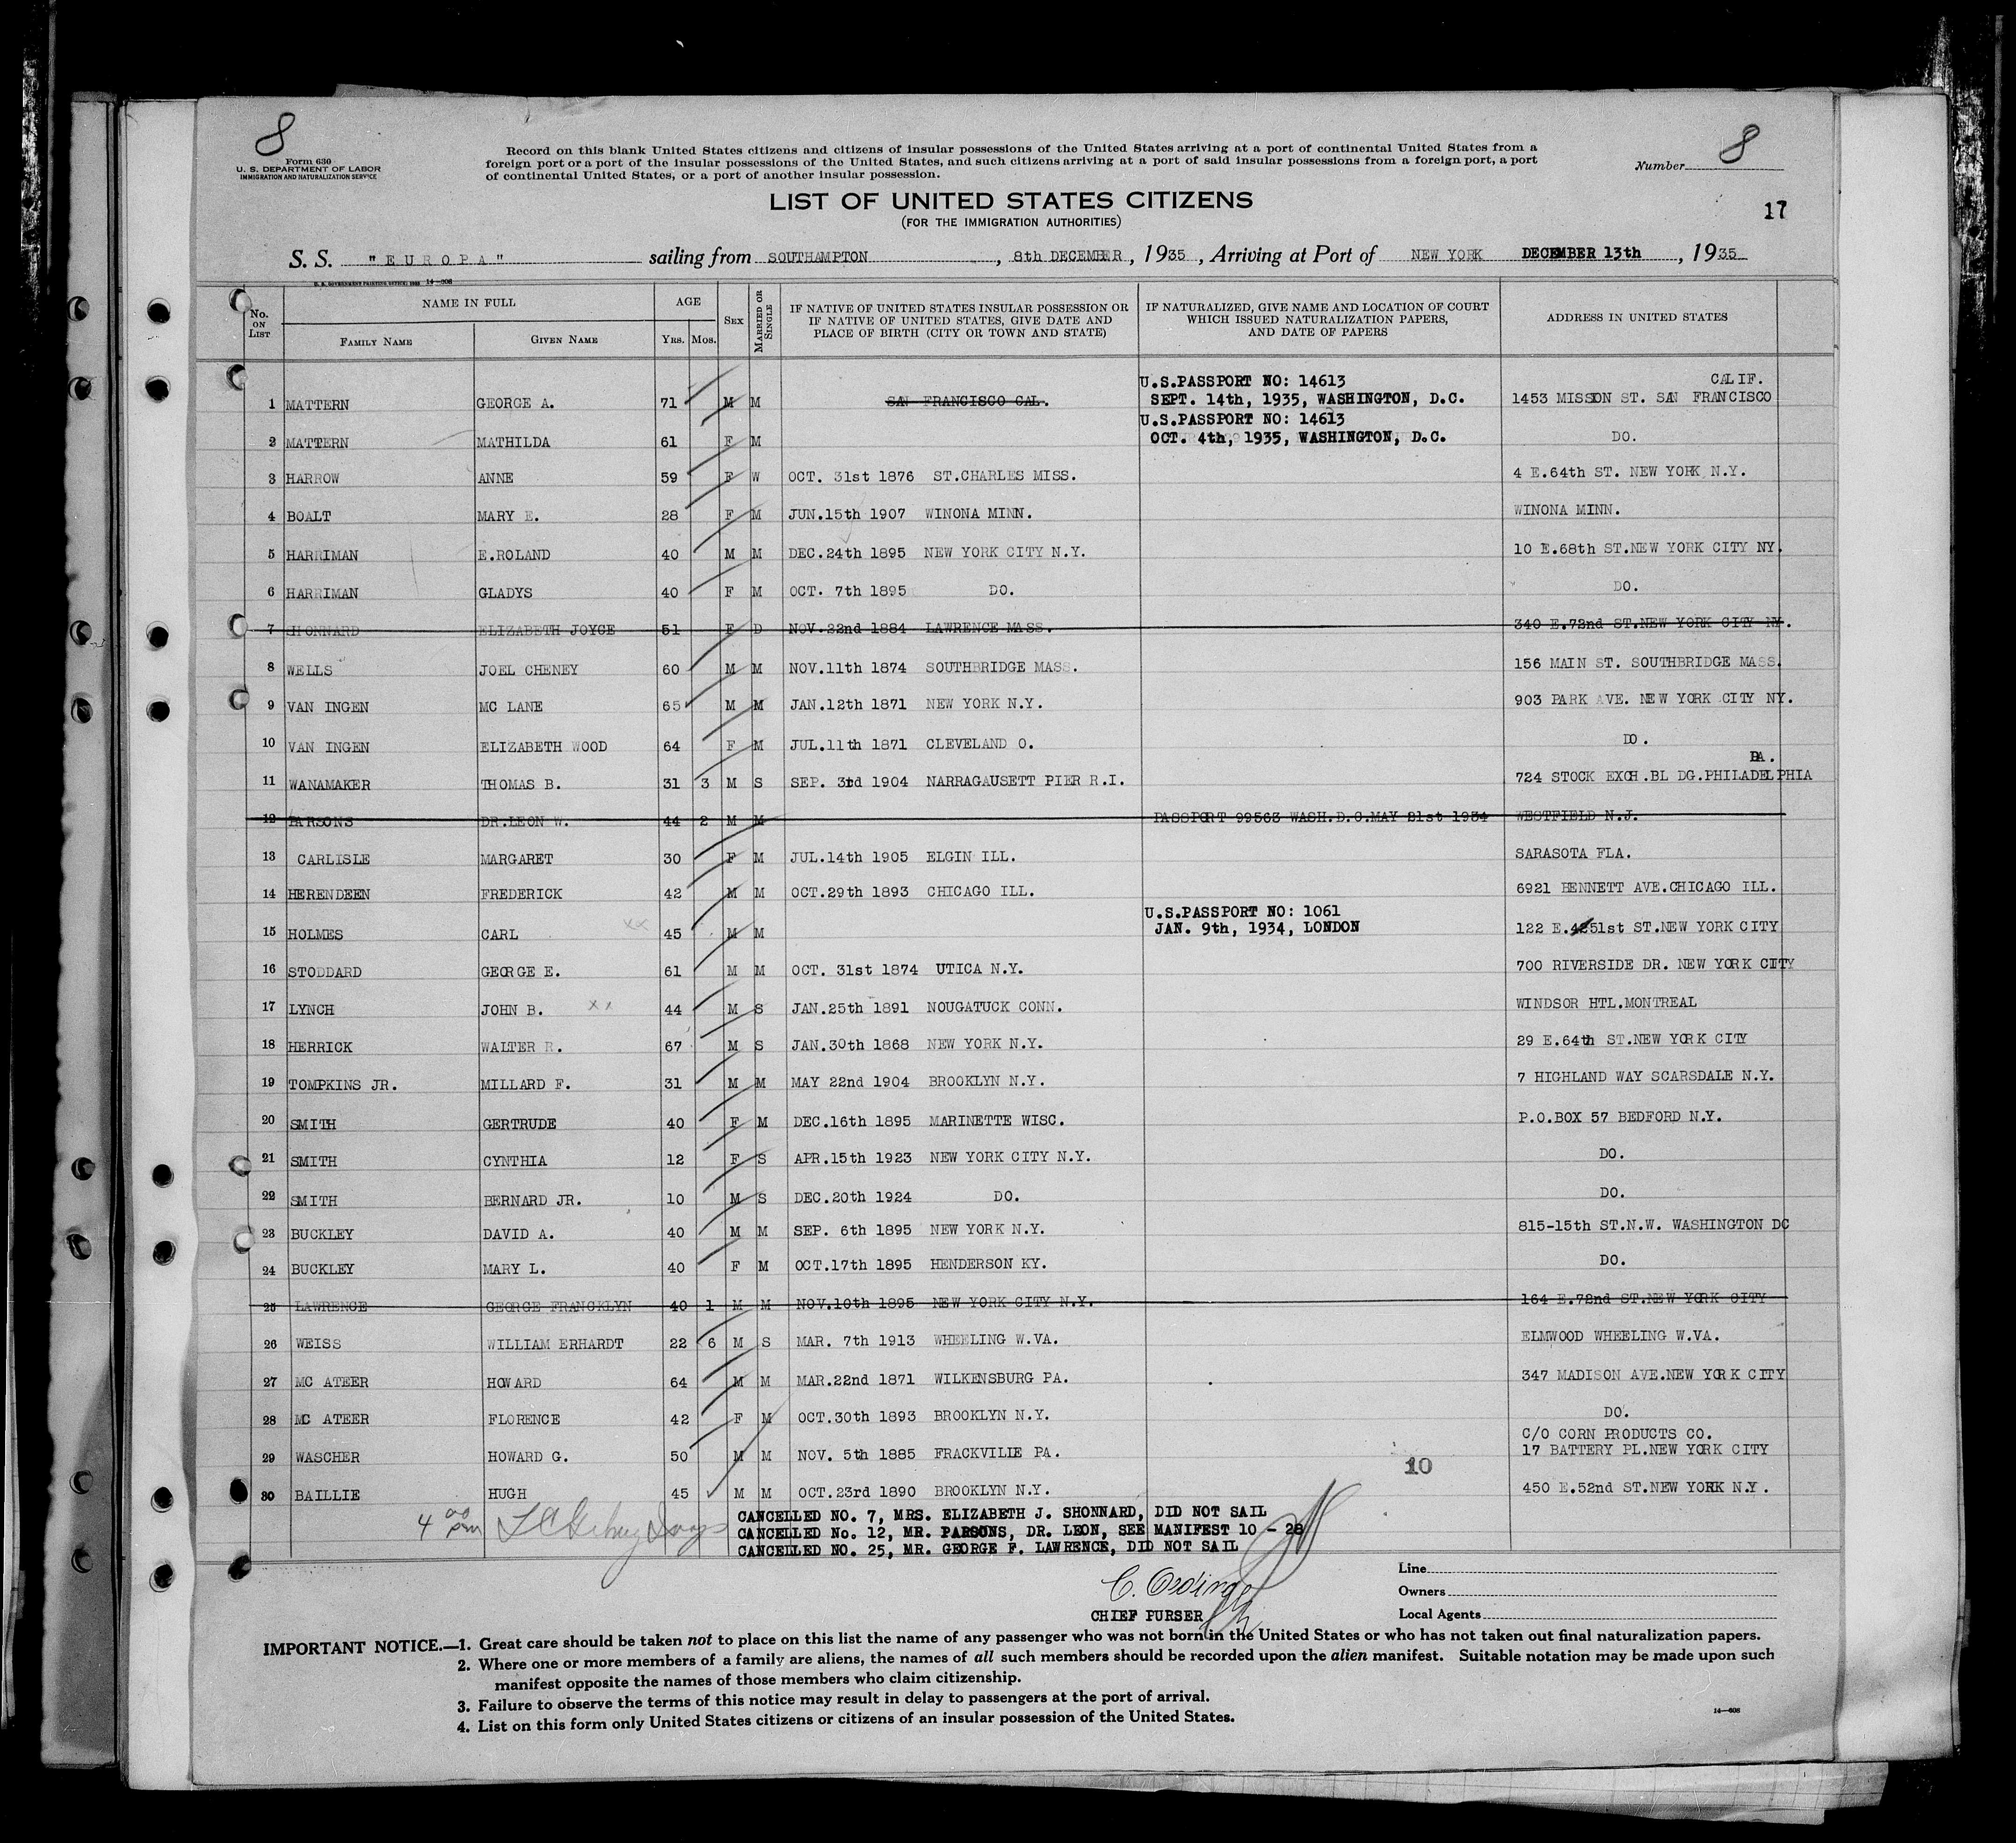 8
Form 630
U. S. DEPARTMENT OF LABOR
IMMIGRATION AND NATURALIZATION SERVICE
Record on this blank United States citizens and citizens of insular possessions of the United States arriving at a port of continental United States from a
foreign port or a port of the insular possessions of the United States, and such citizens arriving at a port of said insular possessions from a foreign port, a port
of continental United States, or a port of another insular possession.
Number 8
LIST OF UNITED STATES CITIZENS
(FOR THE IMMIGRATION AUTHORITIES)
17
S. S. "EUROPA" sailing from SOUTHAMPTON, 8th DECEMBER, 1935, Arriving at Port of NEW YORK DECEMBER 13th, 1935
14-608
No. ON LIST NAME IN FULL AGE SEX MARRIED OR SINGLE IF NATIVE OF UNITED STATES INSULAR POSSESSION OR IF NATIVE OF UNITED STATES, GIVE DATE AND PLACE OF BIRTH (CITY OR TOWN AND STATE) IF NATURALIZED, GIVE NAME AND LOCATION OF COURT WHICH ISSUED NATURALIZATION PAPERS, AND DATE OF PAPERS ADDRESS IN UNITED STATES
FAMILY NAME GIVEN NAME YRS. MOS.
U.S.PASSPORT NO: 14613 CALIF.
1 MATTERN GEORGE A. 71 M M SAN FRANCISCO CAL. SEPT. 14th, 1935, WASHINGTON, D.C. 1453 MISSON ST. SAN FRANCISCO
U.S.PASSPORT NO: 14613
2 MATTERN MATHILDA 61 F M OCT. 4th, 1935, WASHINGTON, D.C. DO.
3 HARROW ANNE 59 F W OCT. 31st 1876 ST.CHARLES MISS. 4 E.64th ST. NEW YORK N.Y.
4 BOALT MARY E. 28 F M JUN.15th 1907 WINONA MINN. WINONA MINN.
5 HARRIMAN E.ROLAND 40 M M DEC.24th 1895 NEW YORK CITY N.Y. 10 E.68th ST.NEW YORK CITY NY.
6 HARRIMAN GLADYS 40 F M OCT. 7th 1895 DO. DO.
7 SHONNARD ELIZABETH JOYCE 51 F D NOV.22nd 1884 LAWRENCE MASS. 340 E.72nd ST.NEW YORK CITY NY.
8 WELLS JOEL CHENEY 60 M M NOV.11th 1874 SOUTHBRIDGE MASS. 156 MAIN ST. SOUTHBRIDGE MASS.
9 VAN INGEN MC LANE 65 M M JAN.12th 1871 NEW YORK N.Y. 903 PARK AVE. NEW YORK CITY NY.
10 VAN INGEN ELIZABETH WOOD 64 F M JUL.11th 1871 CLEVELAND O. DO.
PA.
11 WANAMAKER THOMAS B. 31 3 M S SEP. 3rd 1904 NARRAGAUSETT PIER R.I. 724 STOCK EXCH.BLDG.PHILADELPHIA
12 PARSONS DR.LEON W. 44 2 M M PASSPORT 99563 WASH.D.C.MAY 21st 1934 WESTFIELD N.J.
13 CARLISLE MARGARET 30 F M JUL.14th 1905 ELGIN ILL. SARASOTA FLA.
14 HERENDEEN FREDERICK 42 M M OCT.29th 1893 CHICAGO ILL. 6921 BENNETT AVE.CHICAGO ILL.
U.S.PASSPORT NO: 1061
15 HOLMES CARL xx 45 M M JAN. 9th, 1934, LONDON 122 E.4251st ST.NEW YORK CITY
16 STODDARD GEORGE E. 61 M M OCT. 31st 1874 UTICA N.Y. 700 RIVERSIDE DR. NEW YORK CITY
17 LYNCH JOHN B. xx 44 M S JAN.25th 1891 NOUGATUCK CONN. WINDSOR HTL.MONTREAL
18 HERRICK WALTER R. 67 M S JAN.30th 1868 NEW YORK N.Y. 29 E.64th ST.NEW YORK CITY
19 TOMPKINS JR. MILLARD F. 31 M M MAY 22nd 1904 BROOKLYN N.Y. 7 HIGHLAND WAY SCARSDALE N.Y.
20 SMITH GERTRUDE 40 F M DEC.16th 1895 MARINETTE WISC. P.O.BOX 57 BEDFORD N.Y.
21 SMITH CYNTHIA 12 F S APR.15th 1923 NEW YORK CITY N.Y. DO.
22 SMITH BERNARD JR. 10 M S DEC.20th 1924 DO. DO.
23 BUCKLEY DAVID A. 40 M M SEP. 6th 1895 NEW YORK N.Y. 815-15th ST.N.W. WASHINGTON DC
24 BUCKLEY MARY L. 40 F M OCT.17th 1895 HENDERSON KY. DO.
25 LAWRENCE GEORGE FRANCKLYN 40 1 M M NOV.10th 1895 NEW YORK CITY N.Y. 164 E.72nd ST.NEW YORK CITY
26 WEISS WILLIAM ERHARDT 22 6 M S MAR. 7th 1913 WHEELING W.VA. ELMWOOD WHEELING W.VA.
27 MC ATEER HOWARD 64 M M MAR.22nd 1871 WILKENSBURG PA. 347 MADISON AVE.NEW YORK CITY
28 MC ATEER FLORENCE 42 F M OCT.30th 1893 BROOKLYN N.Y. DO.
C/O CORN PRODUCTS CO.
29 WASCHER HOWARD G. 50 M M NOV. 5th 1885 FRACKVILIE PA. 17 BATTERY PL.NEW YORK CITY
10
30 BAILLIE HUGH 45 M M OCT.23rd 1890 BROOKLYN N.Y. 450 E.52nd ST.NEW YORK N.Y.
4 00 pm
CANCELLED NO. 7, MRS. ELIZABETH J. SHONNARD, DID NOT SAIL
CANCELLED No. 12, MR. PARSONS, DR. LEON, SEE MANIFEST 10 - 28
CANCELLED NO. 25, MR. GEORGE F. LAWRENCE, DID NOT SAIL
CHIEF PURSER
Line
Owners
Local Agents
IMPORTANT NOTICE.—1. Great care should be taken not to place on this list the name of any passenger who was not born in the United States or who has not taken out final naturalization papers.
2. Where one or more members of a family are aliens, the names of all such members should be recorded upon the alien manifest. Suitable notation may be made upon such
manifest opposite the names of those members who claim citizenship.
3. Failure to observe the terms of this notice may result in delay to passengers at the port of arrival.
4. List on this form only United States citizens or citizens of an insular possession of the United States.
14—608